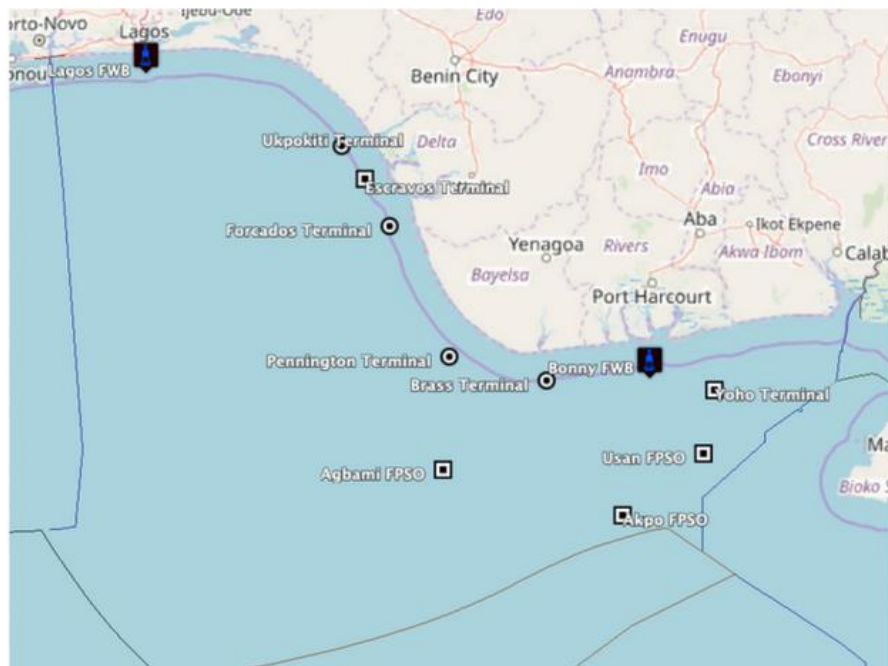 orto-Novo
Ijebu-Ode
Lagos
Edo
Enugu
onou
Lagos FWB
Benin City
Anambra
Ebonyi
Ukpokiti Terminal
Delta
Cross River
Imo
Escravos Terminal
Abia
Forcados Terminal
Aba
Ikot Ekpene
Yenagoa
Rivers
Akwa Ibom
Calab
Bayelsa
Port Harcourt
Pennington Terminal
Bonny FWB
Brass Terminal
Yoho Terminal
Ma
Usan FPSO
Agbami FPSO
Bioko S
Akpo FPSO